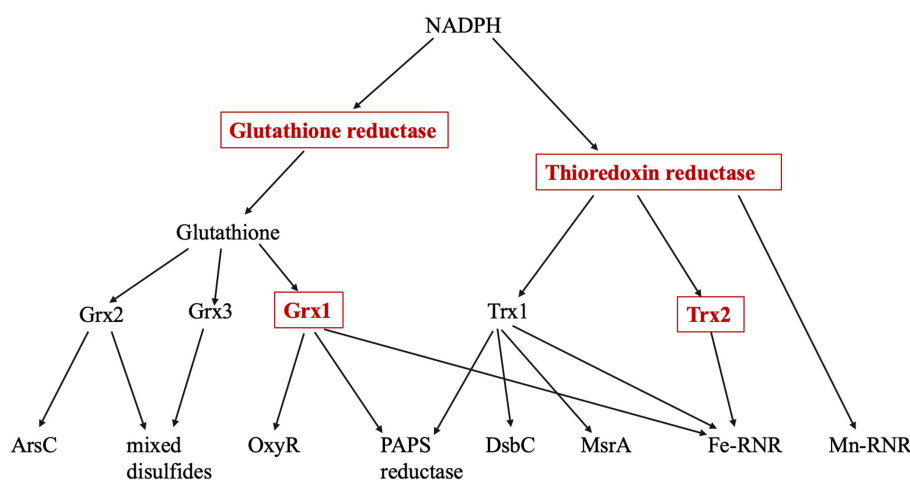 NADPH
Glutathione reductase
Thioredoxin reductase
Glutathione
Grx2
Grx3
Grx1
Trx1
Trx2
ArsC
mixed
disulfides
OxyR
PAPS
reductase
DsbC
MsrA
Fe-RNR
Mn-RNR